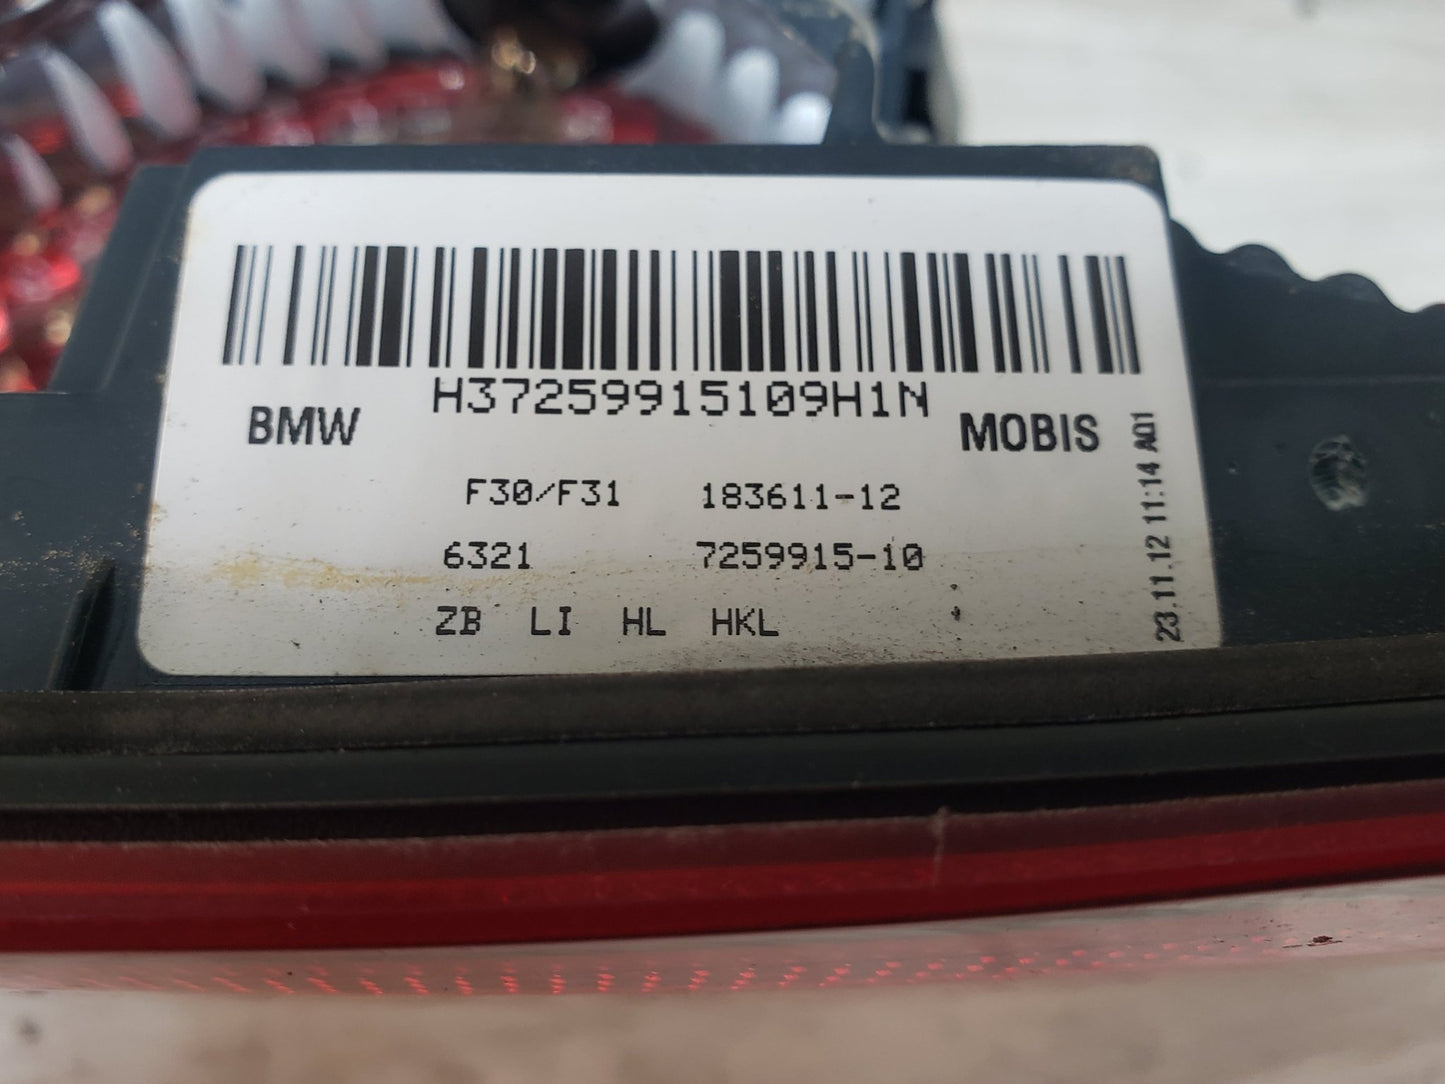 H37259915109H1N
BMW
MOBIS
F30/F31 183611-12
6321 7259915-10
ZB LI HL HKL
23.11.12 11:14 A01